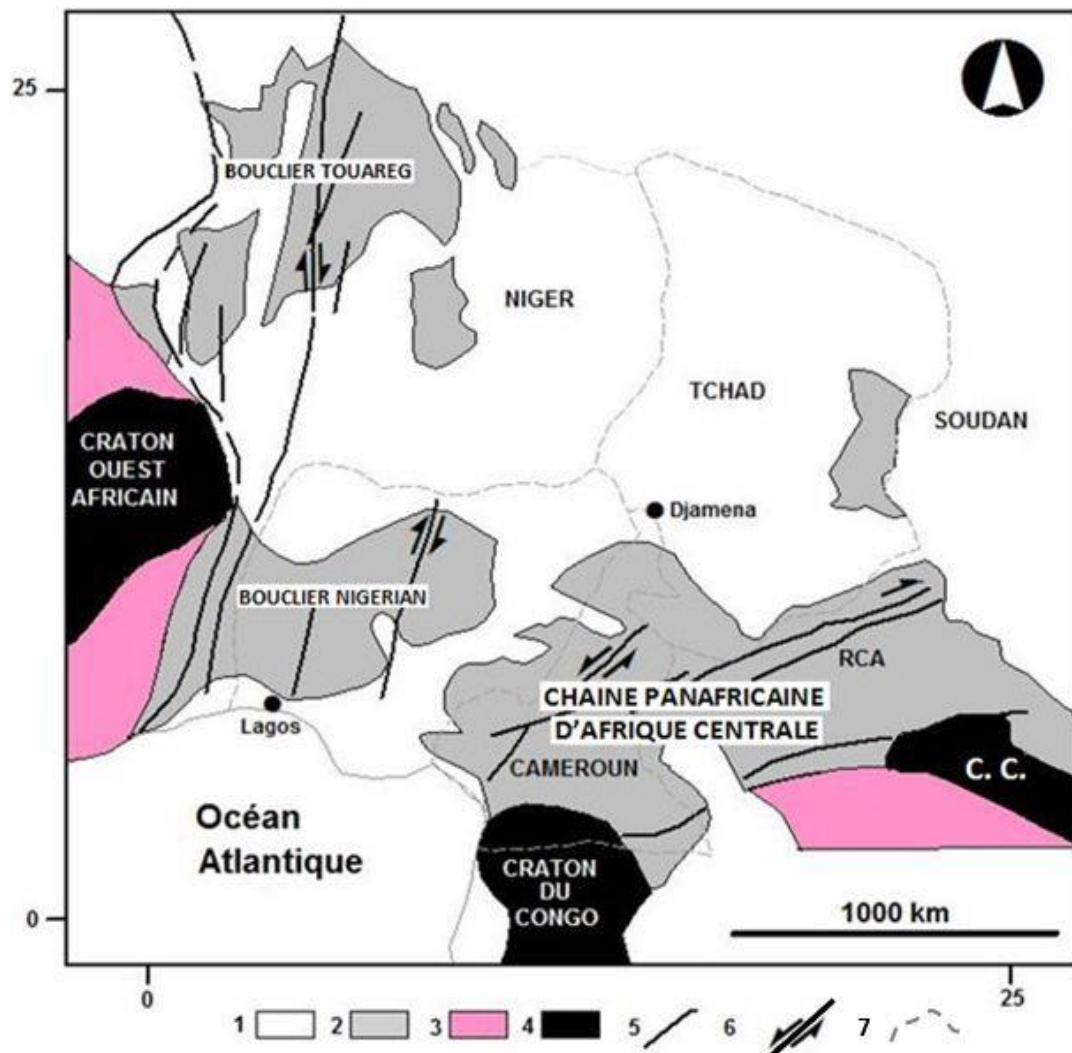 25
BOUCLIER TOUAREG
NIGER
TCHAD
SOUDAN
CRATON
OUEST
AFRICAIN
Djamena
BOUCLIER NIGERIAN
RCA
CHAINE PANAFRICAINE
D'AFRIQUE CENTRALE
Lagos
CAMEROUN
C. C.
Océan
Atlantique
CRATON
DU
CONGO
1000 km
0
0
25
1 2 3 4 5 6 7